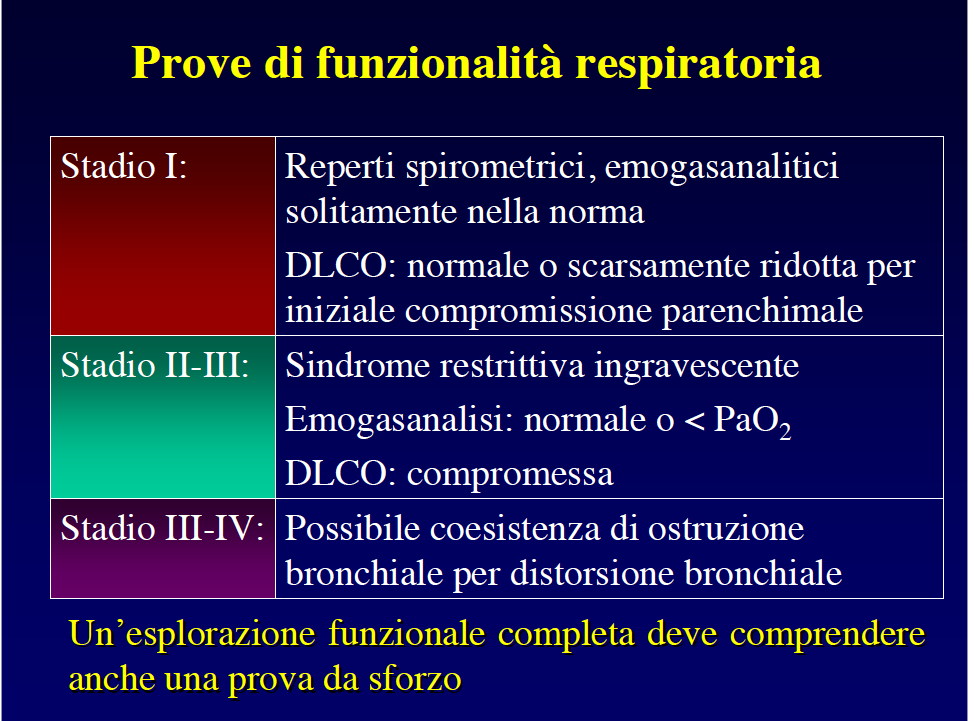 Prove di funzionalità respiratoria
Stadio I:
Reperti spirometrici, emogasanalitici
solitamente nella norma
DLCO: normale o scarsamente ridotta per
iniziale compromissione parenchimale
Stadio II-III:
Sindrome restrittiva ingravescente
Emogasanalisi: normale o < PaO₂
DLCO: compromessa
Stadio III-IV:
Possibile coesistenza di ostruzione
bronchiale per distorsione bronchiale
Un’esplorazione funzionale completa deve comprendere
anche una prova da sforzo